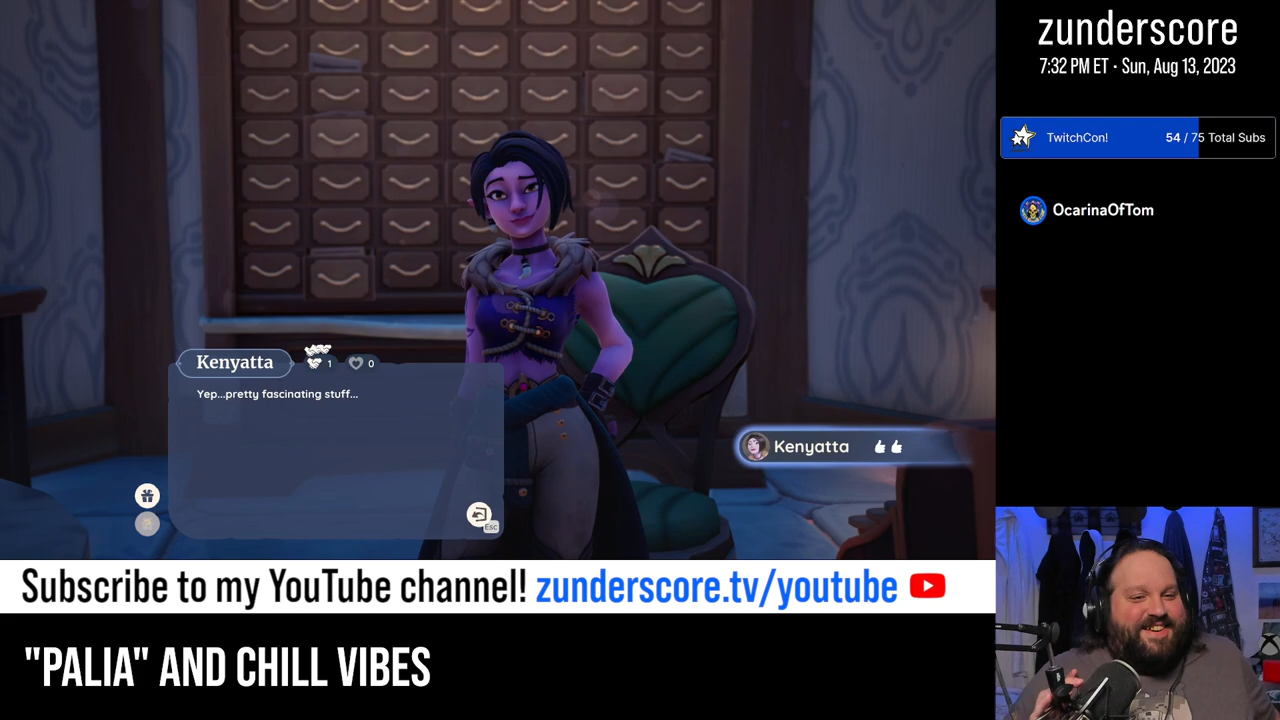 zunderscore
7:32 PM ET · Sun, Aug 13, 2023
TwitchCon! 54 / 75 Total Subs
OcarinaOfTom
Kenyatta 1 0
Yep...pretty fascinating stuff...
Kenyatta
Esc
Subscribe to my YouTube channel! zunderscore.tv/youtube
"PALIA" AND CHILL VIBES